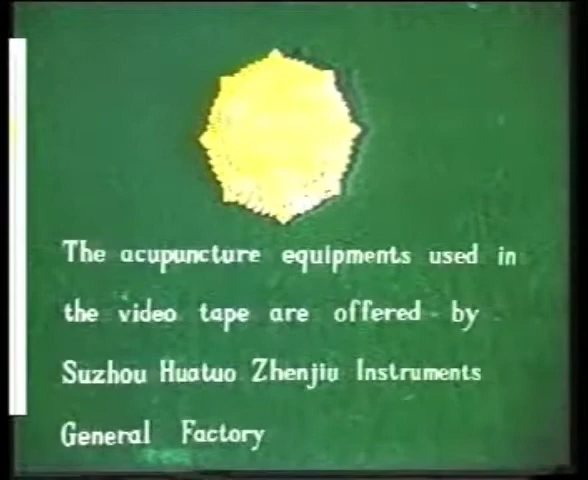 The acupuncture equipments used in
the video tape are offered by
Suzhou Huatuo Zhenjiu Instruments
General Factory